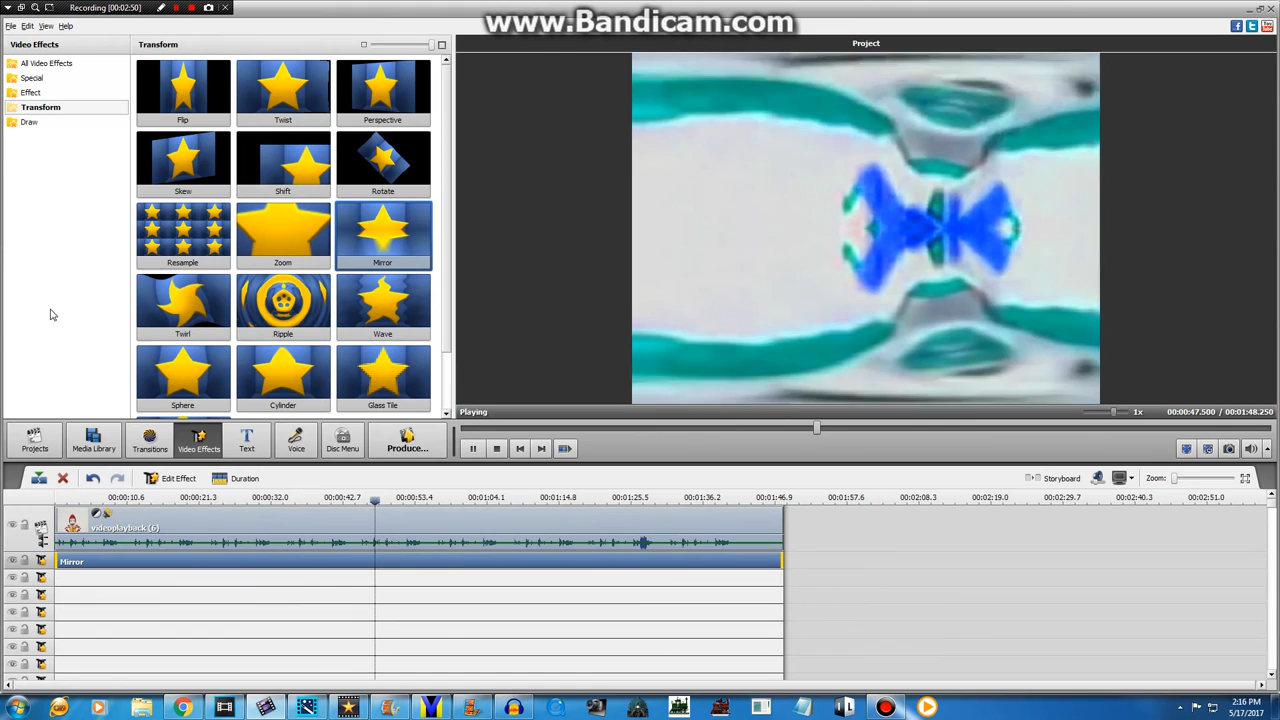 Recording [00:02:50]
www.Bandicam.com
File Edit View Help
Video Effects
Transform
Project
All Video Effects
Special
Effect
Transform
Draw
Flip
Twist
Perspective
Skew
Shift
Rotate
Resample
Zoom
Mirror
Twirl
Ripple
Wave
Sphere
Cylinder
Glass Tile
Playing
1x
00:00:47.500 / 00:01:48.250
Projects
Media Library
Transitions
Video Effects
Text
Voice
Disc Menu
Produce...
Edit Effect
Duration
Storyboard
Zoom:
00:00:10.6 00:00:21.3 00:00:32.0 00:00:42.7 00:00:53.4 00:01:04.1 00:01:14.8 00:01:25.5 00:01:36.2 00:01:46.9 00:01:57.6 00:02:08.3 00:02:19.0 00:02:29.7 00:02:40.3 00:02:51.0
videoplayback (6)
Mirror
2:16 PM
5/17/2017